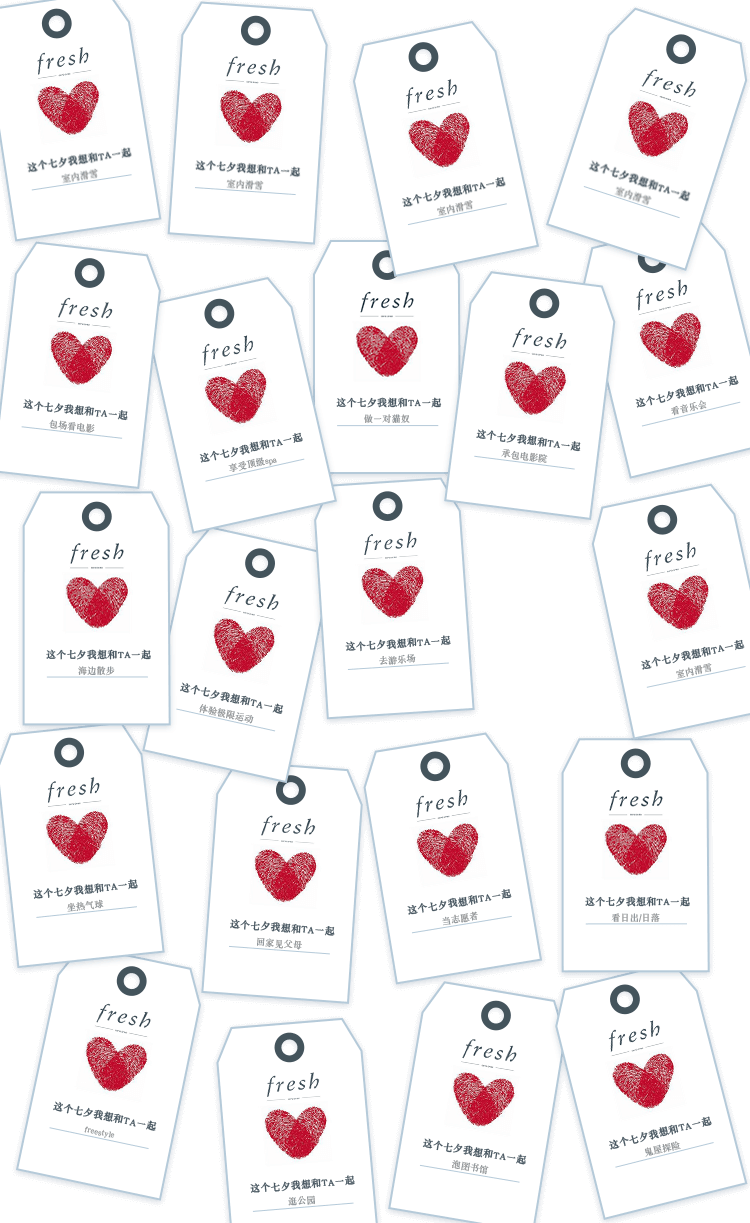 fresh
这个七夕我想和TA一起
室内滑雪
fresh
这个七夕我想和TA一起
室内滑雪
fresh
这个七夕我想和TA一起
室内滑雪
fresh
这个七夕我想和TA一起
室内滑雪
fresh
这个七夕我想和TA一起
包场看电影
fresh
这个七夕我想和TA一起
享受顶级spa
fresh
这个七夕我想和TA一起
做一对猫奴
fresh
这个七夕我想和TA一起
承包电影院
fresh
这个七夕我想和TA一起
看音乐会
fresh
这个七夕我想和TA一起
海边散步
fresh
这个七夕我想和TA一起
体验极限运动
fresh
这个七夕我想和TA一起
去游乐场
fresh
这个七夕我想和TA一起
室内滑雪
fresh
这个七夕我想和TA一起
坐热气球
fresh
这个七夕我想和TA一起
回家见父母
fresh
这个七夕我想和TA一起
当志愿者
fresh
这个七夕我想和TA一起
看日出/日落
fresh
这个七夕我想和TA一起
freestyle
fresh
这个七夕我想和TA一起
逛公园
fresh
这个七夕我想和TA一起
泡图书馆
fresh
这个七夕我想和TA一起
鬼屋探险